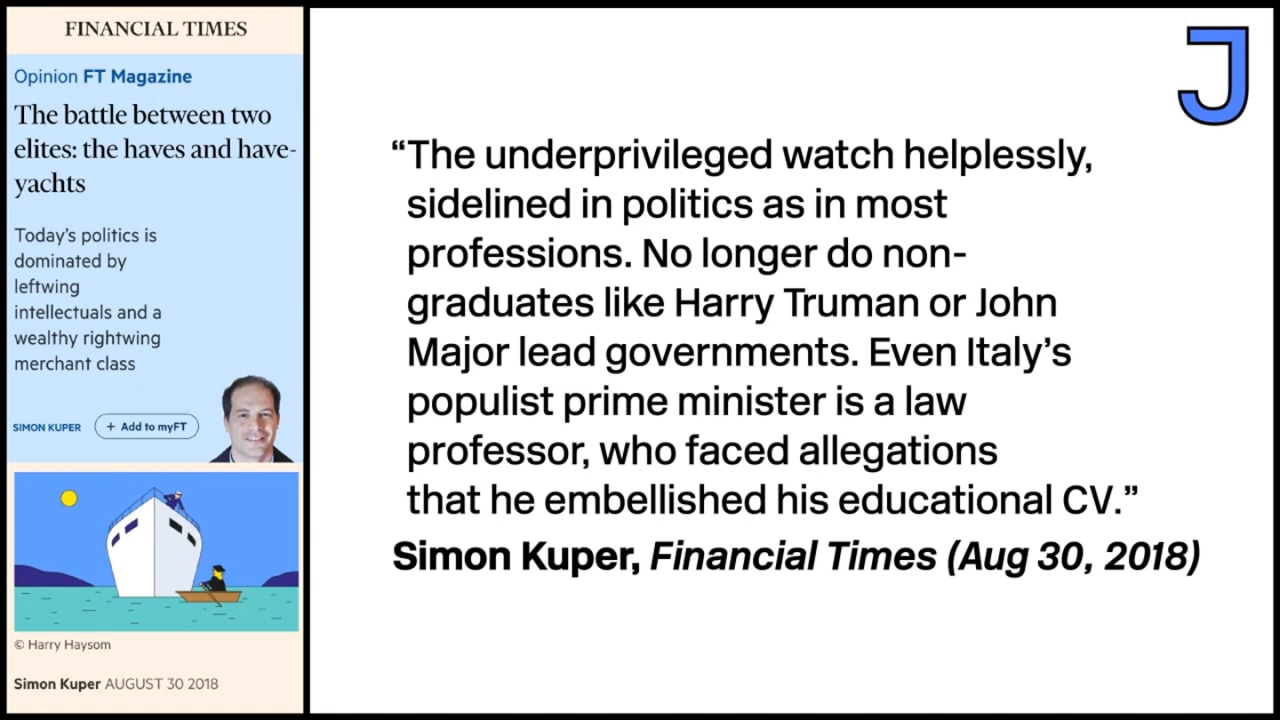 FINANCIAL TIMES
Opinion FT Magazine
The battle between two
elites: the haves and have-
yachts
Today's politics is
dominated by
leftwing
intellectuals and a
wealthy rightwing
merchant class
SIMON KUPER
+ Add to myFT
© Harry Haysom
Simon Kuper AUGUST 30 2018
J
“The underprivileged watch helplessly,
sidelined in politics as in most
professions. No longer do non-
graduates like Harry Truman or John
Major lead governments. Even Italy’s
populist prime minister is a law
professor, who faced allegations
that he embellished his educational CV.”
Simon Kuper, Financial Times (Aug 30, 2018)